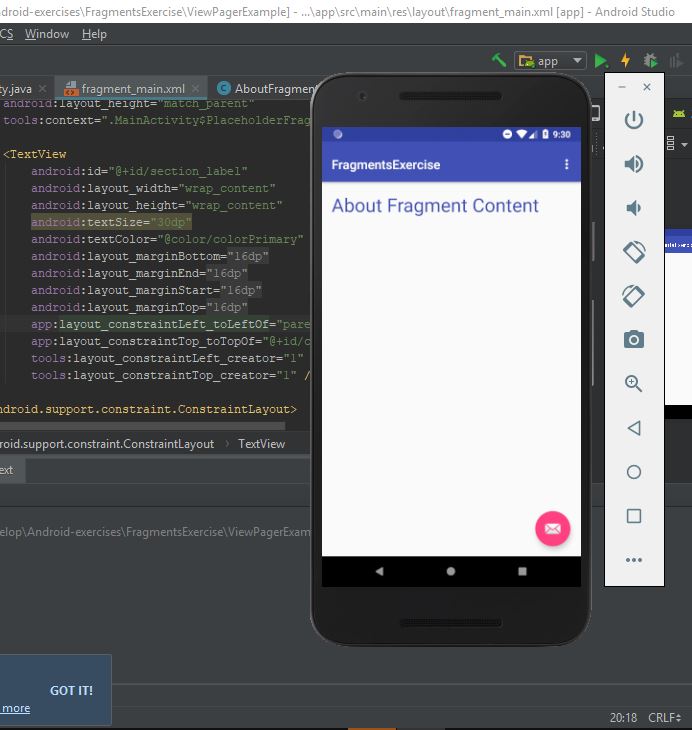 ndroid-exercises\FragmentsExercise\ViewPagerExample] - ...\app\src\main\res\layout\fragment_main.xml [app] - Android Studio
CS Window Help
app
ty.java × fragment_main.xml × AboutFragment
android:layout_height="match_parent"
tools:context=".MainActivity$PlaceholderFrag
<TextView
android:id="@+id/section_label"
android:layout_width="wrap_content"
android:layout_height="wrap_content"
android:textSize="30dp"
android:textColor="@color/colorPrimary"
android:layout_marginBottom="16dp"
android:layout_marginEnd="16dp"
android:layout_marginStart="16dp"
android:layout_marginTop="16dp"
app:layout_constraintLeft_toLeftOf="pare
app:layout_constraintTop_toTopOf="@+id/c
tools:layout_constraintLeft_creator="1"
tools:layout_constraintTop_creator="1" /
ndroid.support.constraint.ConstraintLayout>
roid.support.constraint.ConstraintLayout › TextView
ext
elop\Android-exercises\FragmentsExercise\ViewPagerExam
9:30
FragmentsExercise
About Fragment Content
GOT IT!
more
20:18 CRLF